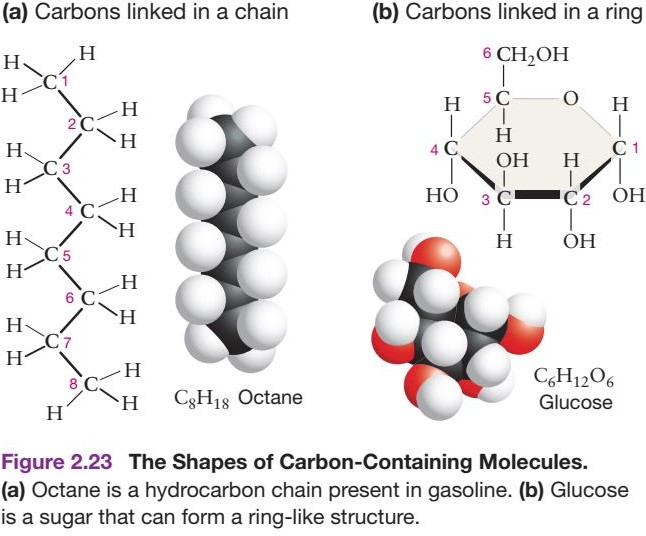 (a) Carbons linked in a chain
H H
H C 1
2 C H
H
H C 3
H
4 C H
H
H C 5
H
6 C H
H
H C 7
H
8 C H
H H
C₈H₁₈ Octane
(b) Carbons linked in a ring
6 CH₂OH
H 5 C O H
H
4 C OH H C 1
HO 3 C C 2 OH
H OH
C₆H₁₂O₆
Glucose
Figure 2.23 The Shapes of Carbon-Containing Molecules.
(a) Octane is a hydrocarbon chain present in gasoline. (b) Glucose
is a sugar that can form a ring-like structure.